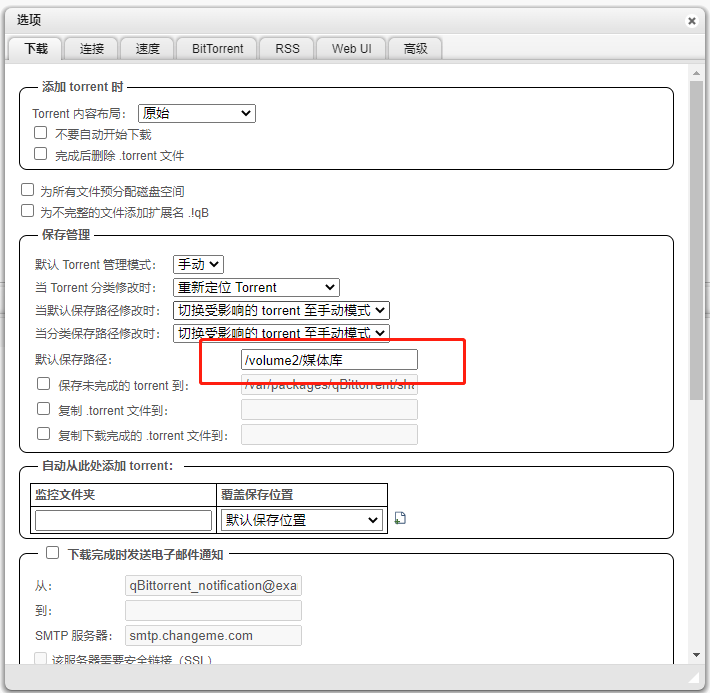 选项
下载 连接 速度 BitTorrent RSS Web UI 高级
添加 torrent 时
Torrent 内容布局： 原始
不要自动开始下载
完成后删除 .torrent 文件
为所有文件预分配磁盘空间
为不完整的文件添加扩展名 .!qB
保存管理
默认 Torrent 管理模式： 手动
当 Torrent 分类修改时： 重新定位 Torrent
当默认保存路径修改时： 切换受影响的 torrent 至手动模式
当分类保存路径修改时： 切换受影响的 torrent 至手动模式
默认保存路径： /volume2/媒体库
保存未完成的 torrent 到： /var/packages/qBittorrent/sha
复制 .torrent 文件到：
复制下载完成的 .torrent 文件到：
自动从此处添加 torrent：
监控文件夹 覆盖保存位置
默认保存位置
下载完成时发送电子邮件通知
从： qBittorrent_notification@exa
到：
SMTP 服务器： smtp.changeme.com
该服务器需要安全链接（SSL）